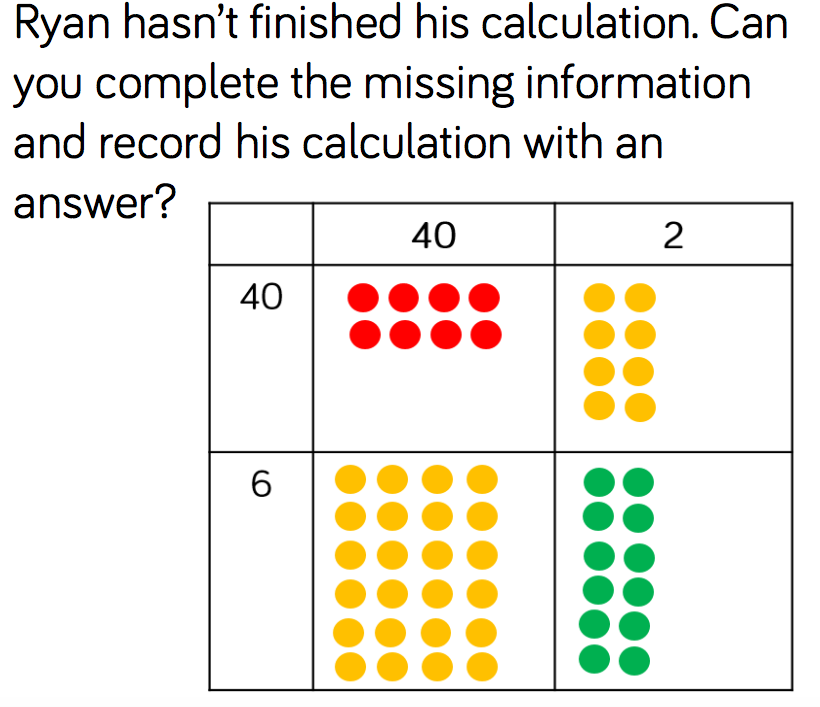 Ryan hasn't finished his calculation. Can
you complete the missing information
and record his calculation with an
answer?
40 2
40
6